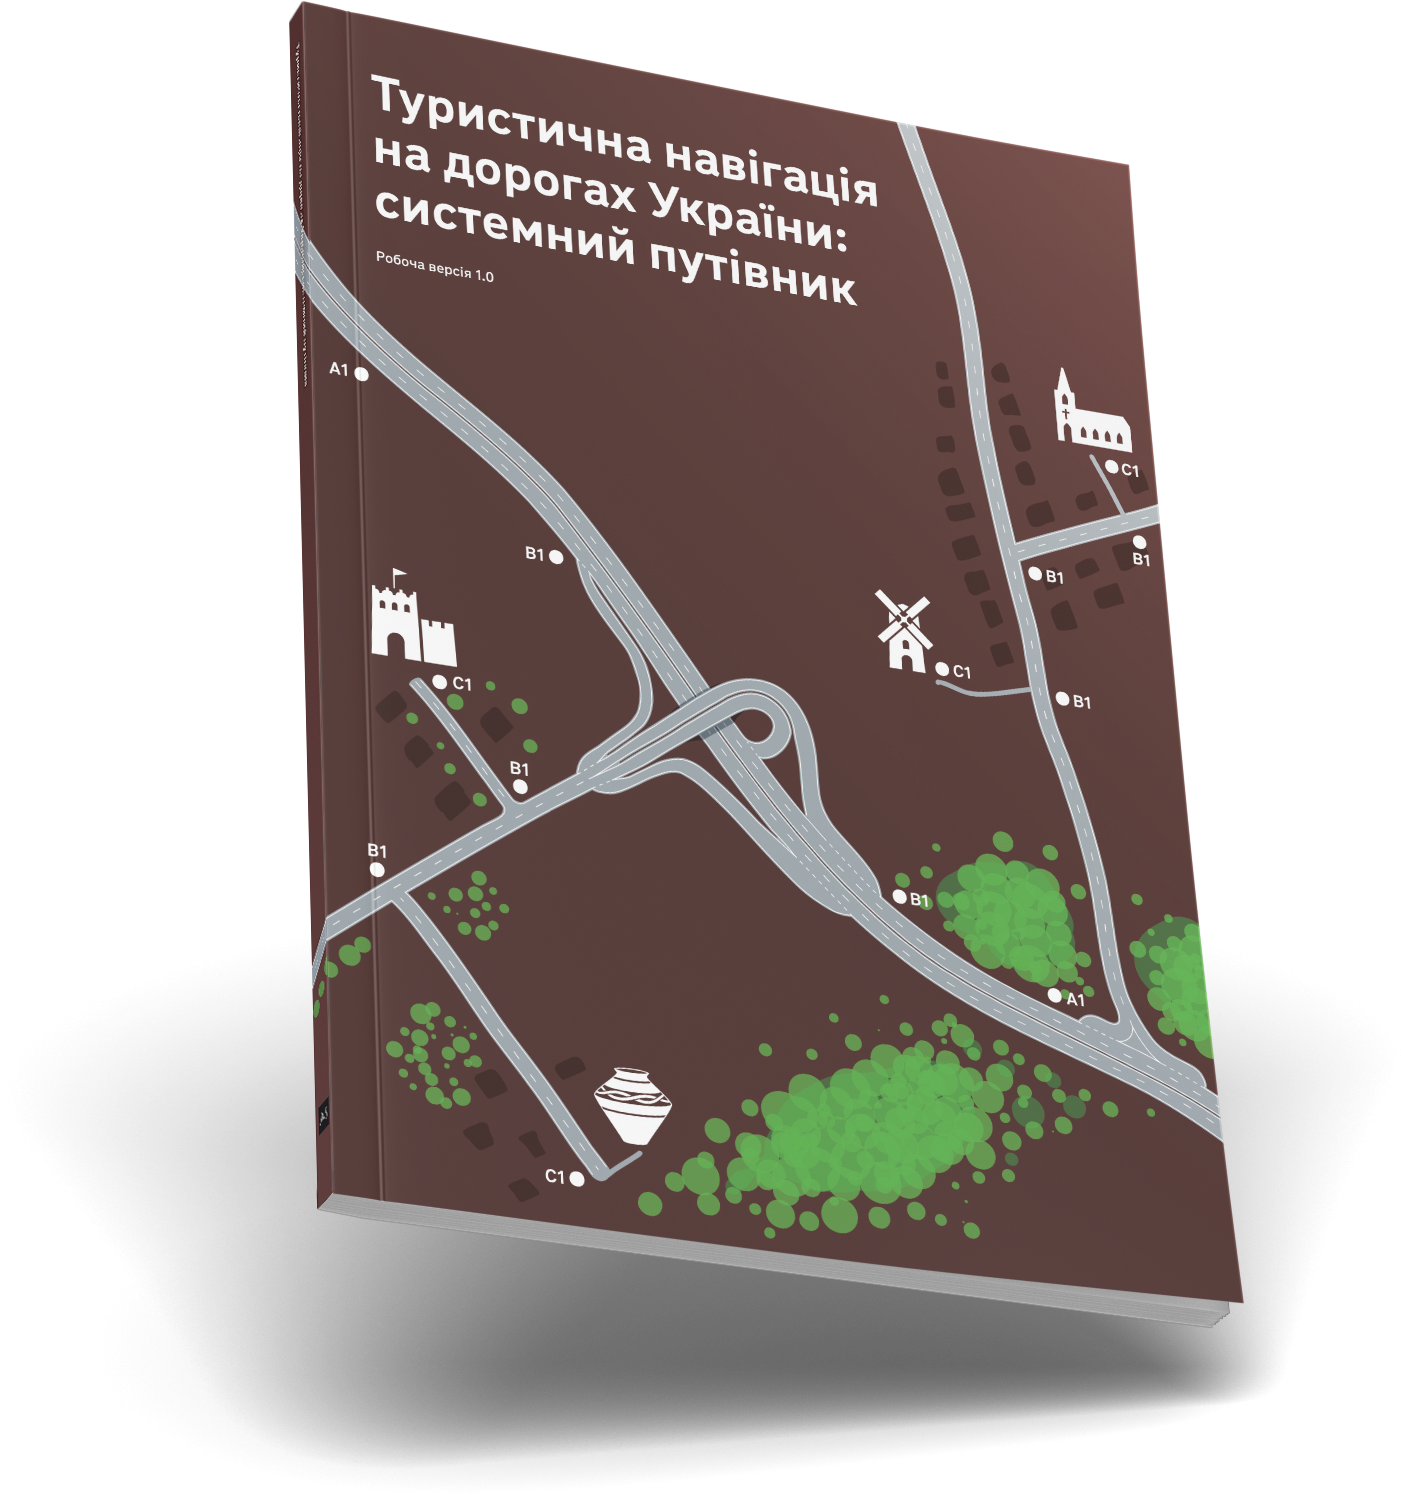 Туристична навігація
на дорогах України:
системний путівник
Робоча версія 1.0
A1
B1
C1
B1
B1
C1
B1
B1
C1
B1
B1
A1
C1